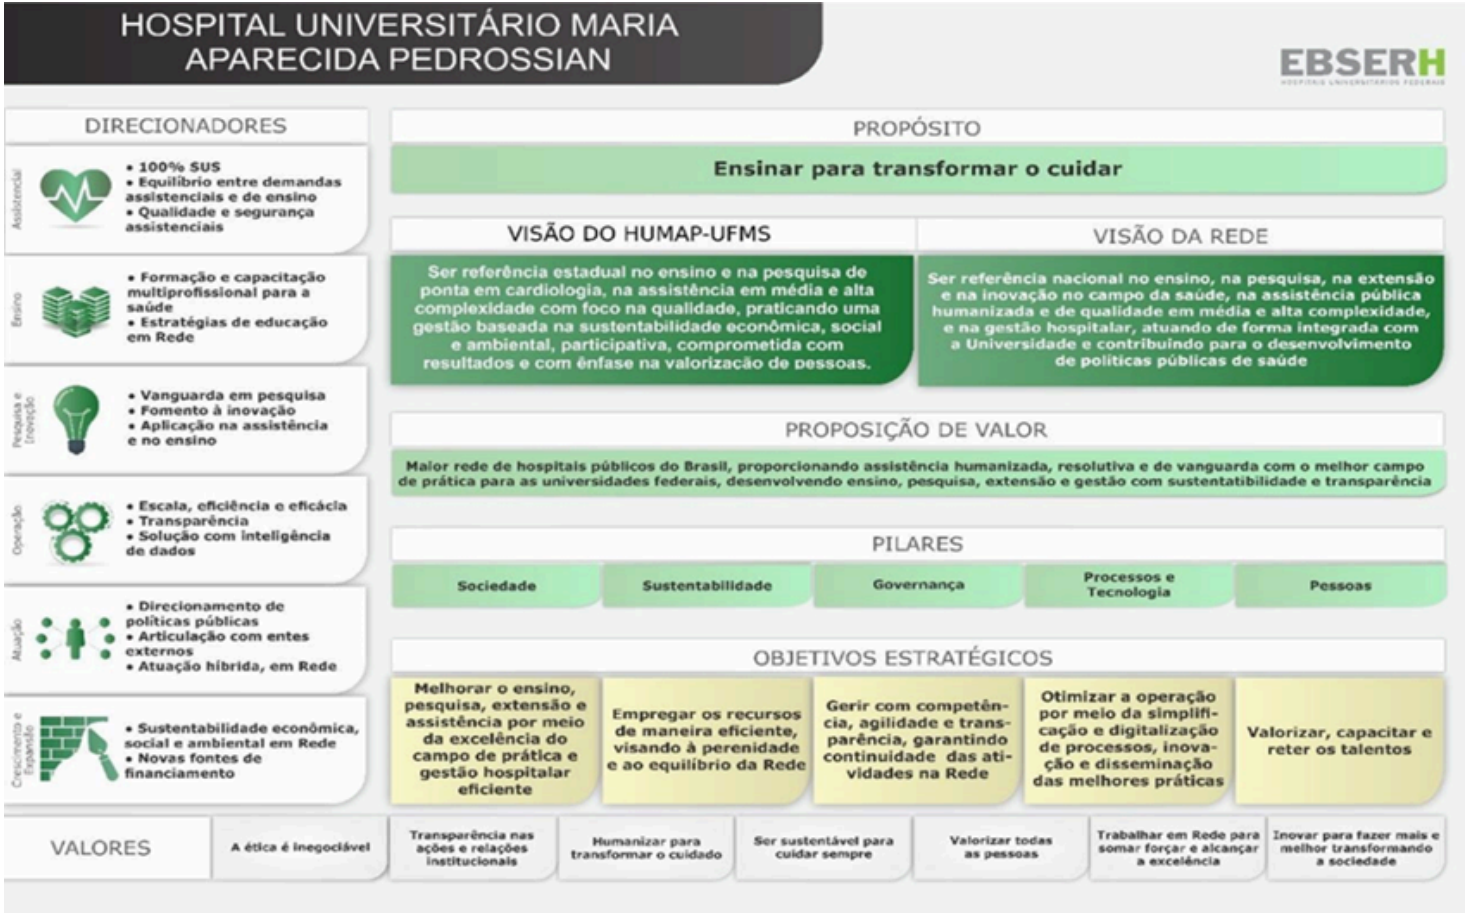 HOSPITAL UNIVERSITÁRIO MARIA
APARECIDA PEDROSSIAN
EBSERH
HOSPITAIS UNIVERSITÁRIOS FEDERAIS
DIRECIONADORES
Assistencial
• 100% SUS
• Equilíbrio entre demandas
assistenciais e de ensino
• Qualidade e segurança
assistenciais
Ensino
• Formação e capacitação
multiprofissional para a
saúde
• Estratégias de educação
em Rede
Pesquisa e
Inovação
• Vanguarda em pesquisa
• Fomento à inovação
• Aplicação na assistência
e no ensino
Operação
• Escala, eficiência e eficácia
• Transparência
• Solução com inteligência
de dados
Atuação
• Direcionamento de
políticas públicas
• Articulação com entes
externos
• Atuação híbrida, em Rede
Crescimento e
Expansão
• Sustentabilidade econômica,
social e ambiental em Rede
• Novas fontes de
financiamento
PROPÓSITO
Ensinar para transformar o cuidar
VISÃO DO HUMAP-UFMS
Ser referência estadual no ensino e na pesquisa de
ponta em cardiologia, na assistência em média e alta
complexidade com foco na qualidade, praticando uma
gestão baseada na sustentabilidade econômica, social
e ambiental, participativa, comprometida com
resultados e com ênfase na valorização de pessoas.
VISÃO DA REDE
Ser referência nacional no ensino, na pesquisa, na extensão
e na inovação no campo da saúde, na assistência pública
humanizada e de qualidade em média e alta complexidade,
e na gestão hospitalar, atuando de forma integrada com
a Universidade e contribuindo para o desenvolvimento
de políticas públicas de saúde
PROPOSIÇÃO DE VALOR
Maior rede de hospitais públicos do Brasil, proporcionando assistência humanizada, resolutiva e de vanguarda com o melhor campo
de prática para as universidades federais, desenvolvendo ensino, pesquisa, extensão e gestão com sustentatibilidade e transparência
PILARES
Sociedade
Sustentabilidade
Governança
Processos e
Tecnologia
Pessoas
OBJETIVOS ESTRATÉGICOS
Melhorar o ensino,
pesquisa, extensão e
assistência por meio
da excelência do
campo de prática e
gestão hospitalar
eficiente
Empregar os recursos
de maneira eficiente,
visando à perenidade
e ao equilíbrio da Rede
Gerir com competên-
cia, agilidade e trans-
parência, garantindo
continuidade das ati-
vidades na Rede
Otimizar a operação
por meio da simplifi-
cação e digitalização
de processos, inova-
ção e disseminação
das melhores práticas
Valorizar, capacitar e
reter os talentos
VALORES
A ética é inegociável
Transparência nas
ações e relações
institucionais
Humanizar para
transformar o cuidado
Ser sustentável para
cuidar sempre
Valorizar todas
as pessoas
Trabalhar em Rede para
somar forçar e alcançar
a excelência
Inovar para fazer mais e
melhor transformando
a sociedade